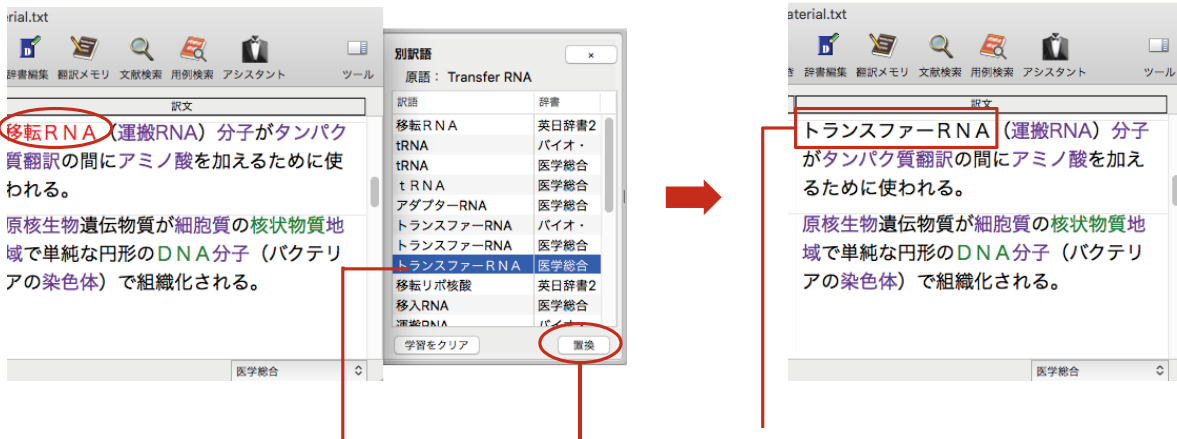 erial.txt
辞書編集 翻訳メモリ 文献検索 用例検索 アシスタント ツール
訳文
移転ＲＮＡ（運搬RNA）分子がタンパク
質翻訳の間にアミノ酸を加えるために使
われる。
原核生物遺伝物質が細胞質の核状物質地
域で単純な円形のＤＮＡ分子（バクテリ
アの染色体）で組織化される。
医学総合
別訳語
×
原語： Transfer RNA
訳語 辞書
移転ＲＮＡ 英日辞書2
tRNA バイオ・
tRNA 医学総合
ｔＲＮＡ 医学総合
アダプターRNA 医学総合
トランスファーRNA バイオ・
トランスファーRNA 医学総合
トランスファーＲＮＡ 医学総合
移転リボ核酸 英日辞書2
移入RNA 医学総合
運搬RNA バイオ・
学習をクリア 置換
aterial.txt
き 辞書編集 翻訳メモリ 文献検索 用例検索 アシスタント ツール
訳文
トランスファーＲＮＡ（運搬RNA）分子
がタンパク質翻訳の間にアミノ酸を加え
るために使われる。
原核生物遺伝物質が細胞質の核状物質地
域で単純な円形のＤＮＡ分子（バクテリ
アの染色体）で組織化される。
医学総合